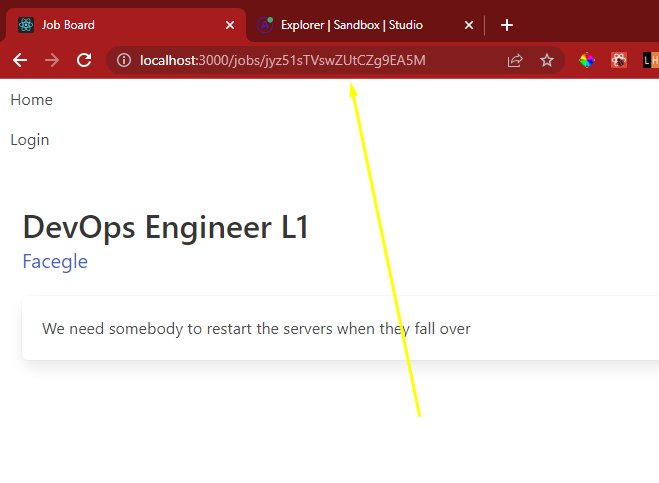 Job Board
Explorer | Sandbox | Studio
localhost:3000/jobs/jyz51sTVswZUtCZg9EA5M
Home
Login
DevOps Engineer L1
Facegle
We need somebody to restart the servers when they fall over